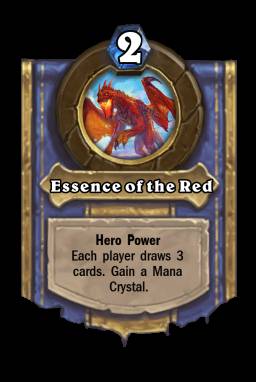 2
Essence of the Red
Hero Power
Each player draws 3
cards. Gain a Mana
Crystal.